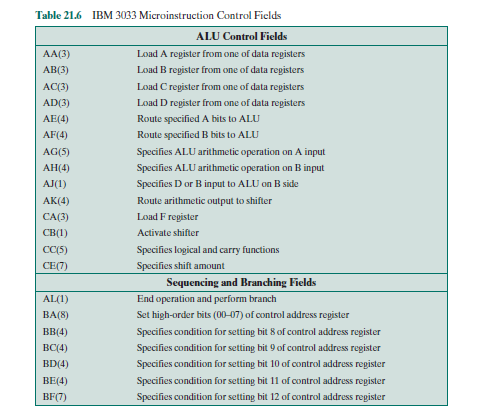 Table 21.6 IBM 3033 Microinstruction Control Fields
ALU Control Fields
AA(3) Load A register from one of data registers
AB(3) Load B register from one of data registers
AC(3) Load C register from one of data registers
AD(3) Load D register from one of data registers
AE(4) Route specified A bits to ALU
AF(4) Route specified B bits to ALU
AG(5) Specifies ALU arithmetic operation on A input
AH(4) Specifies ALU arithmetic operation on B input
AJ(1) Specifies D or B input to ALU on B side
AK(4) Route arithmetic output to shifter
CA(3) Load F register
CB(1) Activate shifter
CC(5) Specifies logical and carry functions
CE(7) Specifies shift amount
Sequencing and Branching Fields
AL(1) End operation and perform branch
BA(8) Set high-order bits (00–07) of control address register
BB(4) Specifies condition for setting bit 8 of control address register
BC(4) Specifies condition for setting bit 9 of control address register
BD(4) Specifies condition for setting bit 10 of control address register
BE(4) Specifies condition for setting bit 11 of control address register
BF(7) Specifies condition for setting bit 12 of control address register